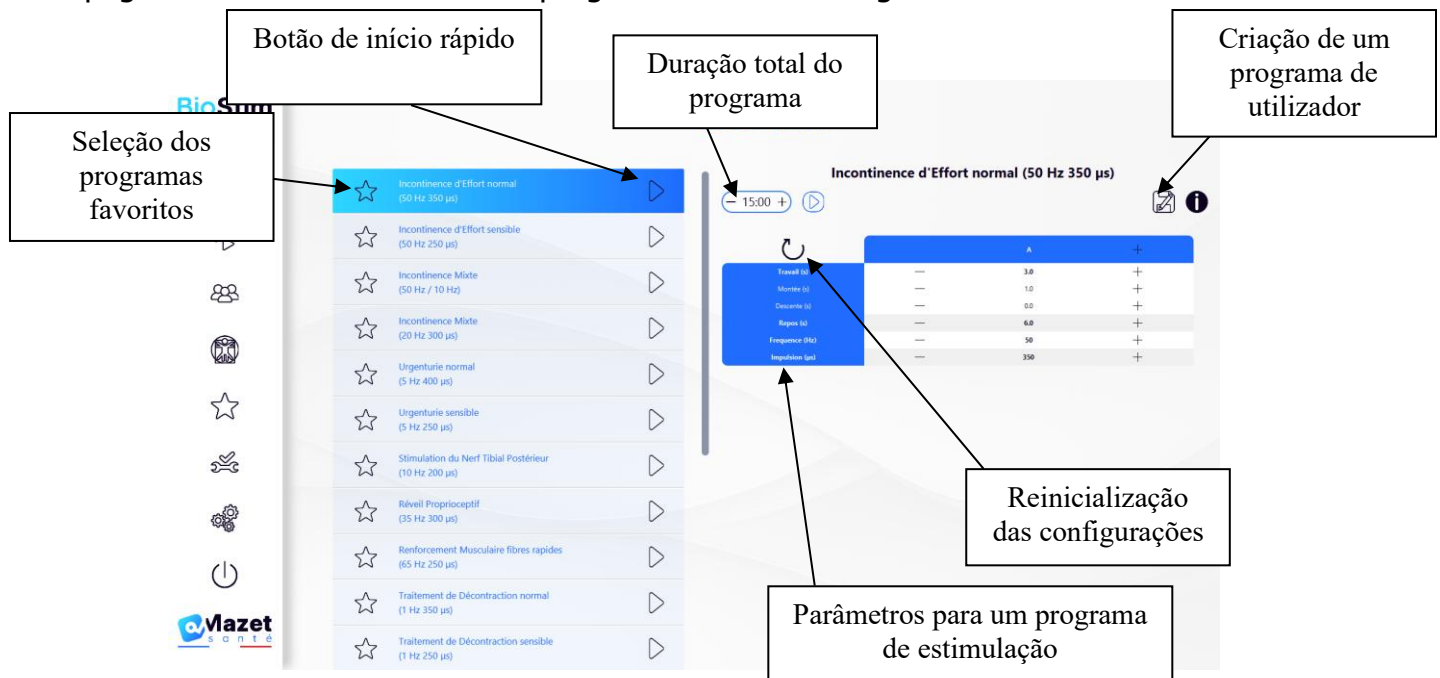 Botão de início rápido
Duração total do
programa
Criação de um
programa de
utilizador
Seleção dos
programas
favoritos
Incontinence d'Effort normal
(50 Hz 350 µs)
Incontinence d'Effort sensible
(50 Hz 250 µs)
Incontinence Mixte
(50 Hz / 10 Hz)
Incontinence Mixte
(20 Hz 300 µs)
Urgenturie normal
(5 Hz 400 µs)
Urgenturie sensible
(5 Hz 250 µs)
Stimulation du Nerf Tibial Postérieur
(10 Hz 200 µs)
Réveil Proprioceptif
(35 Hz 300 µs)
Renforcement Musculaire fibres rapides
(65 Hz 250 µs)
Traitement de Décontraction normal
(1 Hz 350 µs)
Traitement de Décontraction sensible
(1 Hz 250 µs)
Mazet
santé
Incontinence d'Effort normal (50 Hz 350 µs)
− 15:00 +
A +
Travail (s) — 3.0 +
Montée (s) — 1.0 +
Descente (s) — 0.0 +
Repos (s) — 6.0 +
Frequence (Hz) — 50 +
Impulsion (µs) — 350 +
Reinicialização
das configurações
Parâmetros para um programa
de estimulação